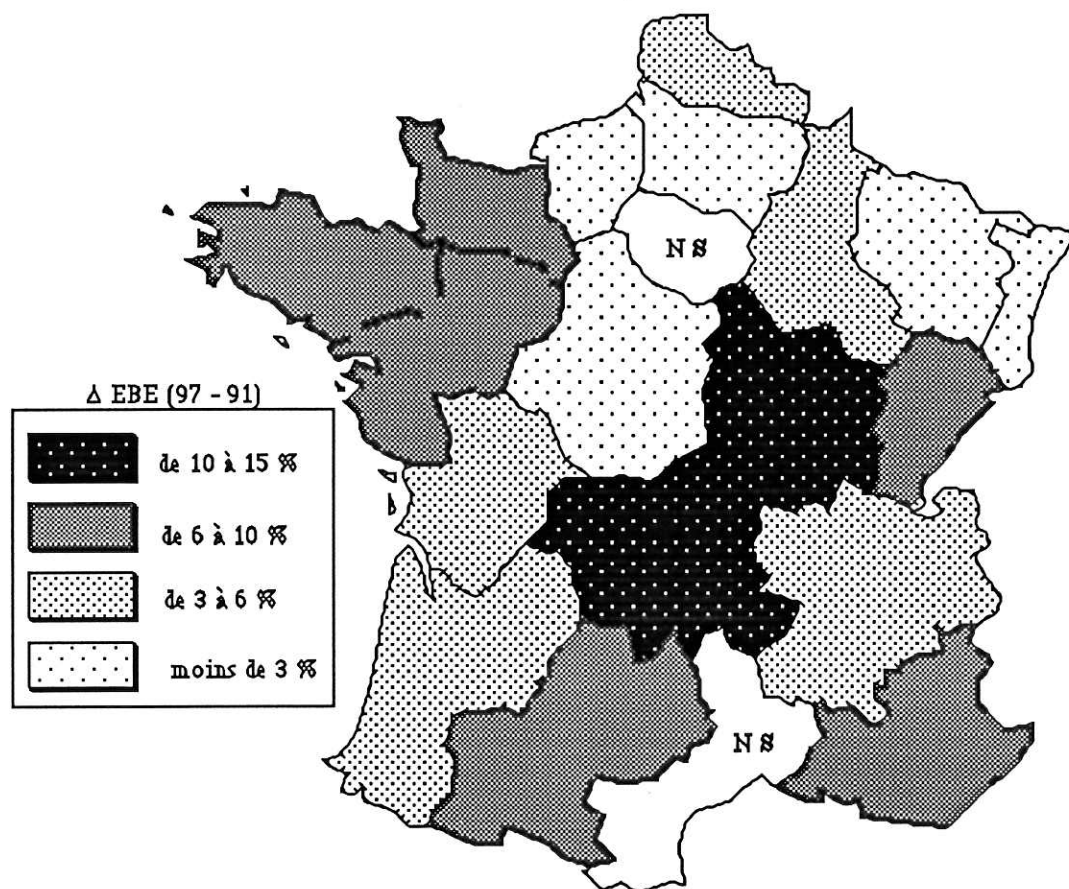 NS
Δ EBE (97 - 91)
de 10 à 15 %
de 6 à 10 %
de 3 à 6 %
moins de 3 %
NS